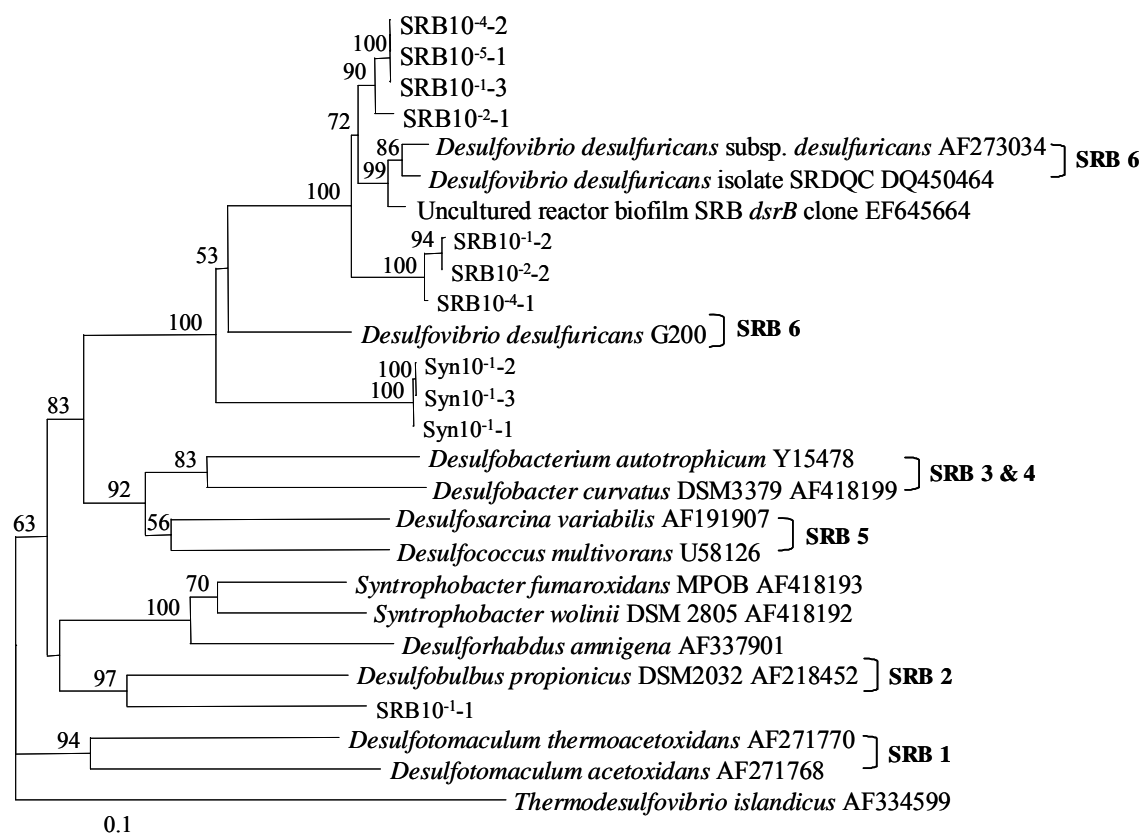 SRB10⁻⁴-2
100
SRB10⁻⁵-1
90
SRB10⁻¹-3
SRB10⁻²-1
72
86
Desulfovibrio desulfuricans subsp. desulfuricans AF273034
SRB 6
99
Desulfovibrio desulfuricans isolate SRDQC DQ450464
100
Uncultured reactor biofilm SRB dsrB clone EF645664
94
SRB10⁻¹-2
53
100
SRB10⁻²-2
SRB10⁻⁴-1
100
Desulfovibrio desulfuricans G200
SRB 6
100
Syn10⁻¹-2
100
Syn10⁻¹-3
83
Syn10⁻¹-1
83
Desulfobacterium autotrophicum Y15478
SRB 3 & 4
92
Desulfobacter curvatus DSM3379 AF418199
63
56
Desulfosarcina variabilis AF191907
SRB 5
Desulfococcus multivorans U58126
70
Syntrophobacter fumaroxidans MPOB AF418193
100
Syntrophobacter wolinii DSM 2805 AF418192
Desulforhabdus amnigena AF337901
97
Desulfobulbus propionicus DSM2032 AF218452
SRB 2
SRB10⁻¹-1
94
Desulfotomaculum thermoacetoxidans AF271770
SRB 1
Desulfotomaculum acetoxidans AF271768
Thermodesulfovibrio islandicus AF334599
0.1